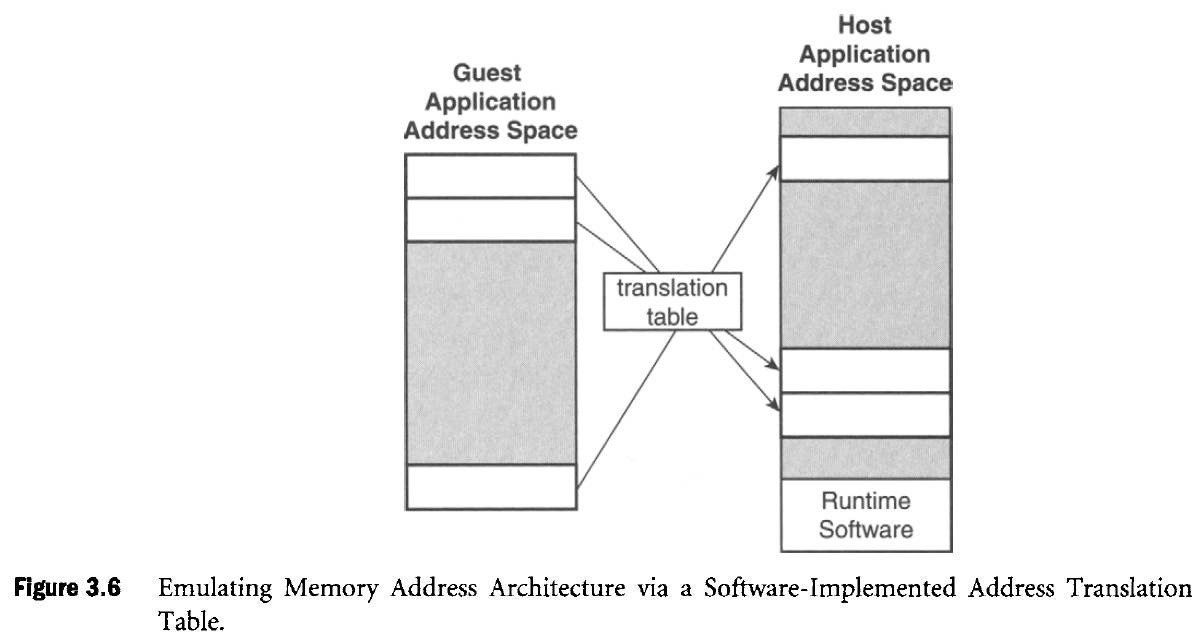 Host
Application
Address Space
Guest
Application
Address Space
translation
table
Runtime
Software
Figure 3.6 Emulating Memory Address Architecture via a Software-Implemented Address Translation
Table.